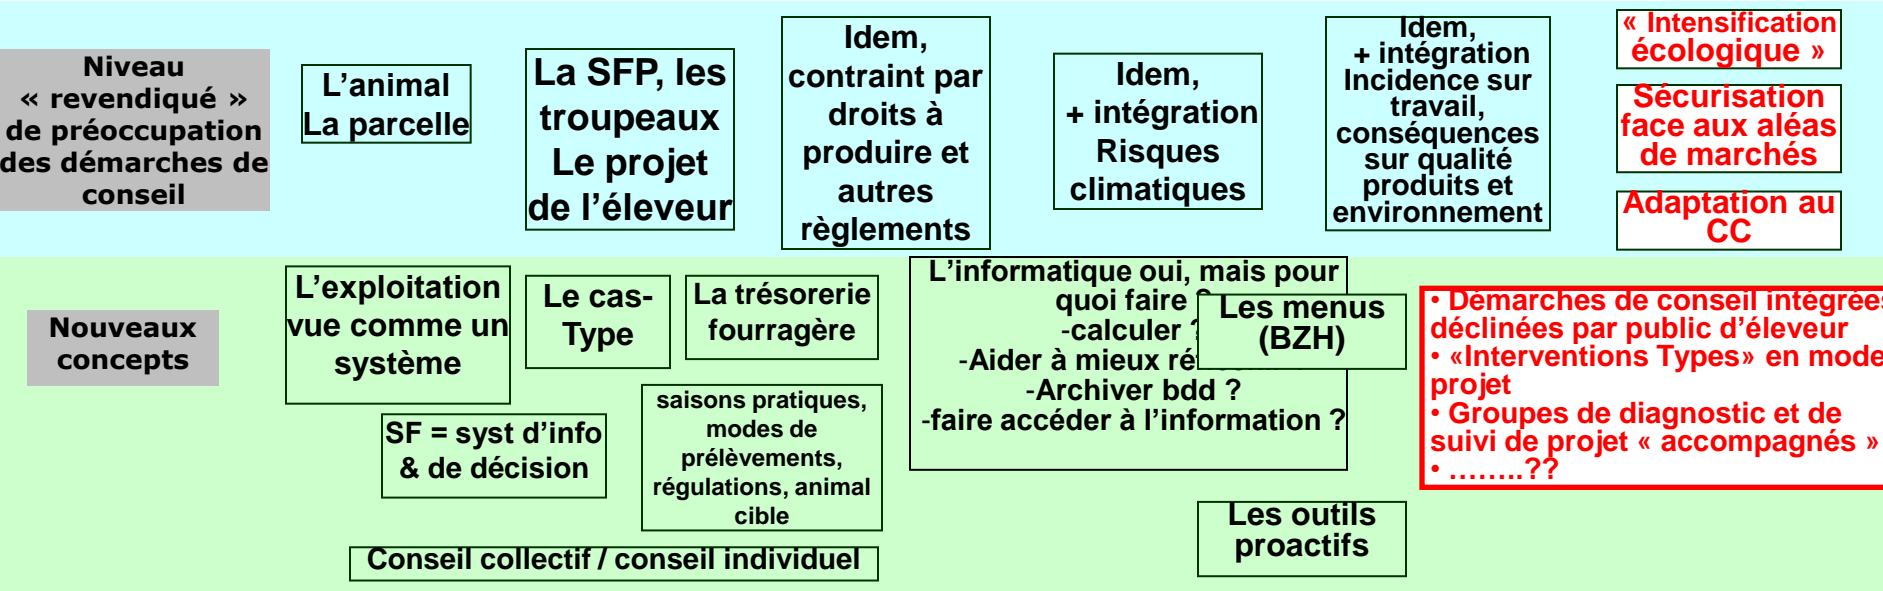 Niveau
« revendiqué »
de préoccupation
des démarches de
conseil
L’animal
La parcelle
La SFP, les
troupeaux
Le projet
de l’éleveur
Idem,
contraint par
droits à
produire et
autres
règlements
Idem,
+ intégration
Risques
climatiques
Idem,
+ intégration
Incidence sur
travail,
conséquences
sur qualité
produits et
environnement
« Intensification
écologique »
Sécurisation
face aux aléas
de marchés
Adaptation au
CC
Nouveaux
concepts
L’exploitation
vue comme un
système
Le cas-
Type
La trésorerie
fourragère
SF = syst d’info
& de décision
saisons pratiques,
modes de
prélèvements,
régulations, animal
cible
Conseil collectif / conseil individuel
L’informatique oui, mais pour
quoi faire ?
-calculer ?
-Aider à mieux
-Archiver bdd ?
-faire accéder à l’information ?
Les menus
(BZH)
Les outils
proactifs
• Démarches de conseil intégrées
déclinées par public d’éleveur
• «Interventions Types» en mode
projet
• Groupes de diagnostic et de
suivi de projet « accompagnés »
• ……..??